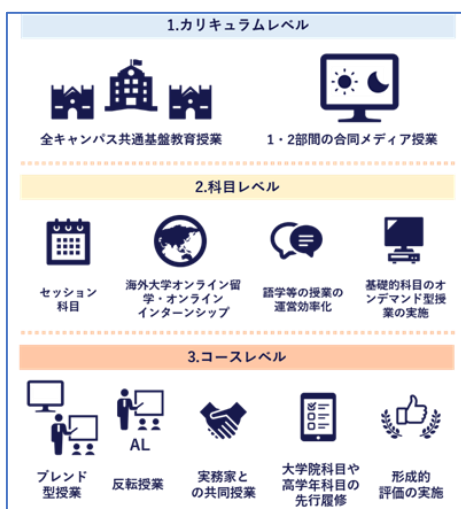 1.カリキュラムレベル
全キャンパス共通基盤教育授業
1・2部間の合同メディア授業
2.科目レベル
セッション
科目
海外大学オンライン留
学・オンライン
インターンシップ
語学等の授業の
運営効率化
基礎的科目のオ
ンデマンド型授
業の実施
3.コースレベル
ブレンド
型授業
AL
反転授業
実務家と
の共同授業
大学院科目や
高学年科目の
先行履修
形成的
評価の実施